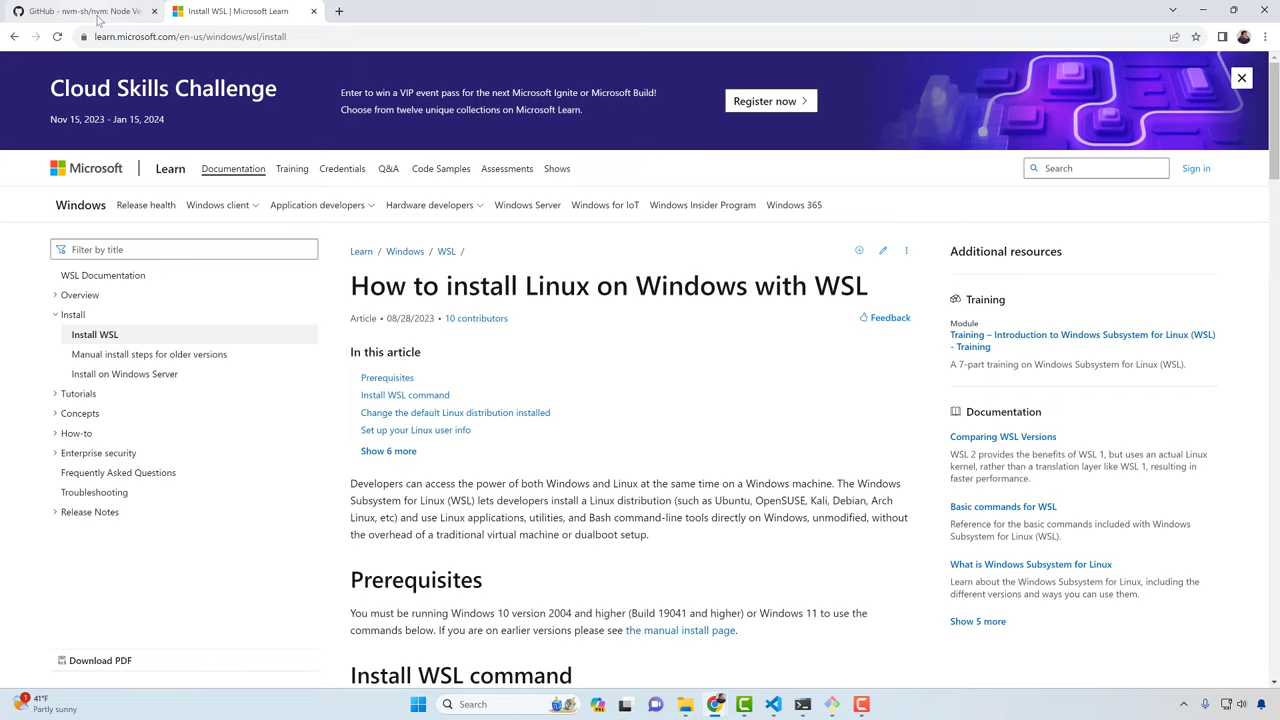 GitHub - nvm-sh/nvm: Node Ve
Install WSL | Microsoft Learn
learn.microsoft.com/en-us/windows/wsl/install
Cloud Skills Challenge
Nov 15, 2023 - Jan 15, 2024
Enter to win a VIP event pass for the next Microsoft Ignite or Microsoft Build!
Choose from twelve unique collections on Microsoft Learn.
Register now
Microsoft
Learn
Documentation
Training
Credentials
Q&A
Code Samples
Assessments
Shows
Search
Sign in
Windows
Release health
Windows client
Application developers
Hardware developers
Windows Server
Windows for IoT
Windows Insider Program
Windows 365
Filter by title
WSL Documentation
Overview
Install
Install WSL
Manual install steps for older versions
Install on Windows Server
Tutorials
Concepts
How-to
Enterprise security
Frequently Asked Questions
Troubleshooting
Release Notes
Download PDF
Learn / Windows / WSL /
How to install Linux on Windows with WSL
Article • 08/28/2023 • 10 contributors
Feedback
In this article
Prerequisites
Install WSL command
Change the default Linux distribution installed
Set up your Linux user info
Show 6 more
Developers can access the power of both Windows and Linux at the same time on a Windows machine. The Windows
Subsystem for Linux (WSL) lets developers install a Linux distribution (such as Ubuntu, OpenSUSE, Kali, Debian, Arch
Linux, etc) and use Linux applications, utilities, and Bash command-line tools directly on Windows, unmodified, without
the overhead of a traditional virtual machine or dualboot setup.
Prerequisites
You must be running Windows 10 version 2004 and higher (Build 19041 and higher) or Windows 11 to use the
commands below. If you are on earlier versions please see the manual install page.
Install WSL command
Additional resources
Training
Module
Training – Introduction to Windows Subsystem for Linux (WSL)
- Training
A 7-part training on Windows Subsystem for Linux (WSL).
Documentation
Comparing WSL Versions
WSL 2 provides the benefits of WSL 1, but uses an actual Linux
kernel, rather than a translation layer like WSL 1, resulting in
faster performance.
Basic commands for WSL
Reference for the basic commands included with Windows
Subsystem for Linux (WSL).
What is Windows Subsystem for Linux
Learn about the Windows Subsystem for Linux, including the
different versions and ways you can use them.
Show 5 more
1
41°F
Partly sunny
Search